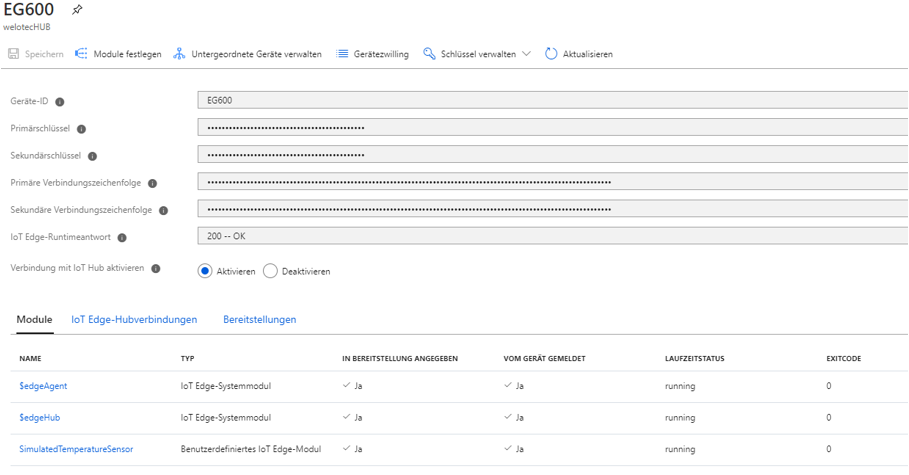 EG600
welotecHUB
Speichern Module festlegen Untergeordnete Geräte verwalten Gerätezwilling Schlüssel verwalten Aktualisieren
Geräte-ID EG600
Primärschlüssel ••••••••••••••••••••••••••••••••••••••••••••
Sekundärschlüssel ••••••••••••••••••••••••••••••••••••••••••••
Primäre Verbindungszeichenfolge
Sekundäre Verbindungszeichenfolge
IoT Edge-Runtimeantwort 200 -- OK
Verbindung mit IoT Hub aktivieren Aktivieren Deaktivieren
Module IoT Edge-Hubverbindungen Bereitstellungen
NAME TYP IN BEREITSTELLUNG ANGEGEBEN VOM GERÄT GEMELDET LAUFZEITSTATUS EXITCODE
$edgeAgent IoT Edge-Systemmodul Ja Ja running 0
$edgeHub IoT Edge-Systemmodul Ja Ja running 0
SimulatedTemperatureSensor Benutzerdefiniertes IoT Edge-Modul Ja Ja running 0